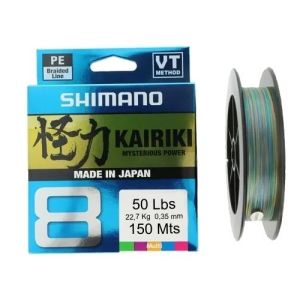 PE
Braided
Line
VT
METHOD
SHIMANO
怪力 KAIRIKI
MYSTERIOUS POWER
MADE IN JAPAN
8
50 Lbs
22,7 Kg 0,35 mm
150 Mts
Multi